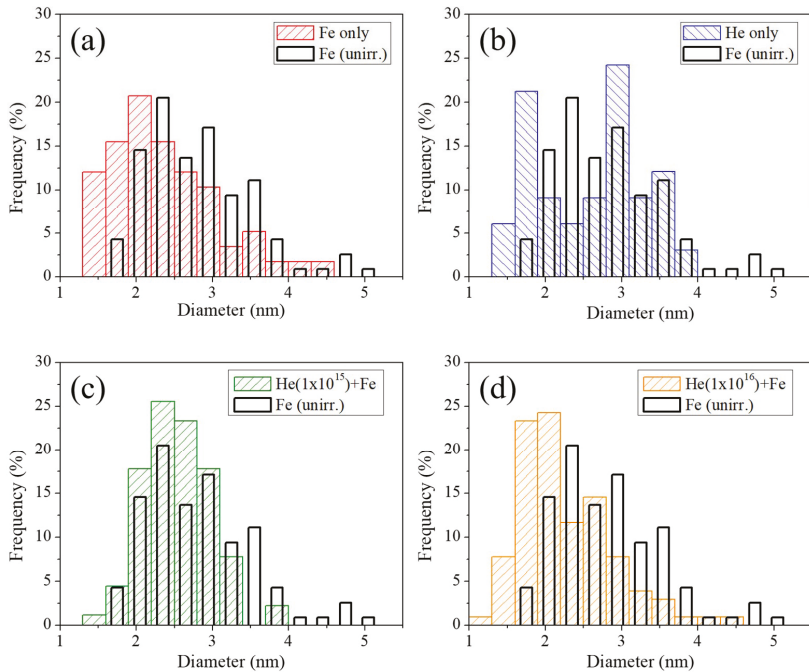 (a)
Fe only
Fe (unirr.)
30
25
20
15
10
5
0
Frequency (%)
1 2 3 4 5
Diameter (nm)
(b)
He only
Fe (unirr.)
30
25
20
15
10
5
0
Frequency (%)
1 2 3 4 5
Diameter (nm)
(c)
He(1x10¹⁵)+Fe
Fe (unirr.)
30
25
20
15
10
5
0
Frequency (%)
1 2 3 4 5
Diameter (nm)
(d)
He(1x10¹⁶)+Fe
Fe (unirr.)
30
25
20
15
10
5
0
Frequency (%)
1 2 3 4 5
Diameter (nm)